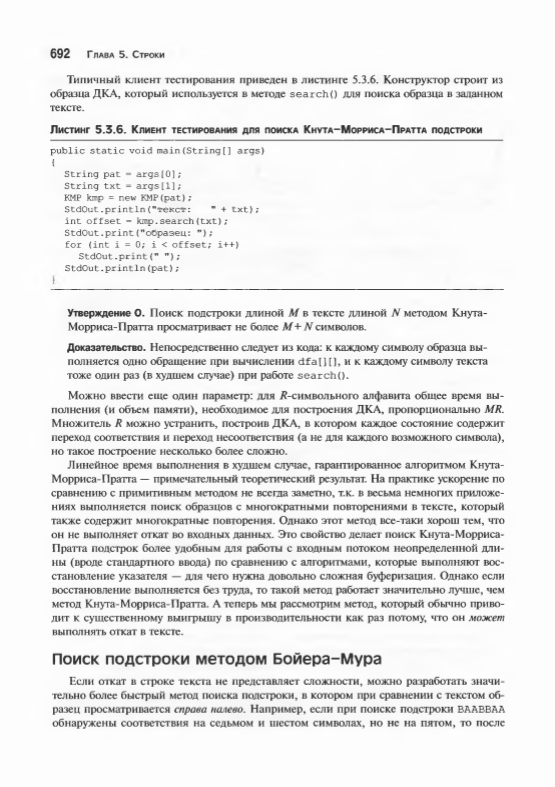 692 Глава 5. Строки
Типичный клиент тестирования приведен в листинге 5.3.6. Конструктор строит из
образца ДКА, который используется в методе search() для поиска образца в заданном
тексте.
Листинг 5.3.6. Клиент тестирования для поиска Кнута–Морриса–Пратта подстроки
public static void main(String[] args)
{
String pat = args[0];
String txt = args[1];
KMP kmp = new KMP(pat);
StdOut.println("текст:   " + txt);
int offset = kmp.search(txt);
StdOut.print("образец: ");
for (int i = 0; i < offset; i++)
StdOut.print(" ");
StdOut.println(pat);
}
Утверждение О. Поиск подстроки длиной M в тексте длиной N методом Кнута-
Морриса-Пратта просматривает не более M + N символов.
Доказательство. Непосредственно следует из кода: к каждому символу образца вы-
полняется одно обращение при вычислении dfa[][], и к каждому символу текста
тоже один раз (в худшем случае) при работе search().
Можно ввести еще один параметр: для R-символьного алфавита общее время вы-
полнения (и объем памяти), необходимое для построения ДКА, пропорционально MR.
Множитель R можно устранить, построив ДКА, в котором каждое состояние содержит
переход соответствия и переход несоответствия (а не для каждого возможного символа),
но такое построение несколько более сложно.
Линейное время выполнения в худшем случае, гарантированное алгоритмом Кнута-
Морриса-Пратта — примечательный теоретический результат. На практике ускорение по
сравнению с примитивным методом не всегда заметно, т.к. в весьма немногих приложе-
ниях выполняется поиск образцов с многократными повторениями в тексте, который
также содержит многократные повторения. Однако этот метод все-таки хорош тем, что
он не выполняет откат во входных данных. Это свойство делает поиск Кнута-Морриса-
Пратта подстрок более удобным для работы с входным потоком неопределенной дли-
ны (вроде стандартного ввода) по сравнению с алгоритмами, которые выполняют вос-
становление указателя — для чего нужна довольно сложная буферизация. Однако если
восстановление выполняется без труда, то такой метод работает значительно лучше, чем
метод Кнута-Морриса-Пратта. А теперь мы рассмотрим метод, который обычно приво-
дит к существенному выигрышу в производительности как раз потому, что он может
выполнять откат в тексте.
Поиск подстроки методом Бойера–Мура
Если откат в строке текста не представляет сложности, можно разработать значи-
тельно более быстрый метод поиска подстроки, в котором при сравнении с текстом об-
разец просматривается справа налево. Например, если при поиске подстроки BAABBAA
обнаружены соответствия на седьмом и шестом символах, но не на пятом, то после